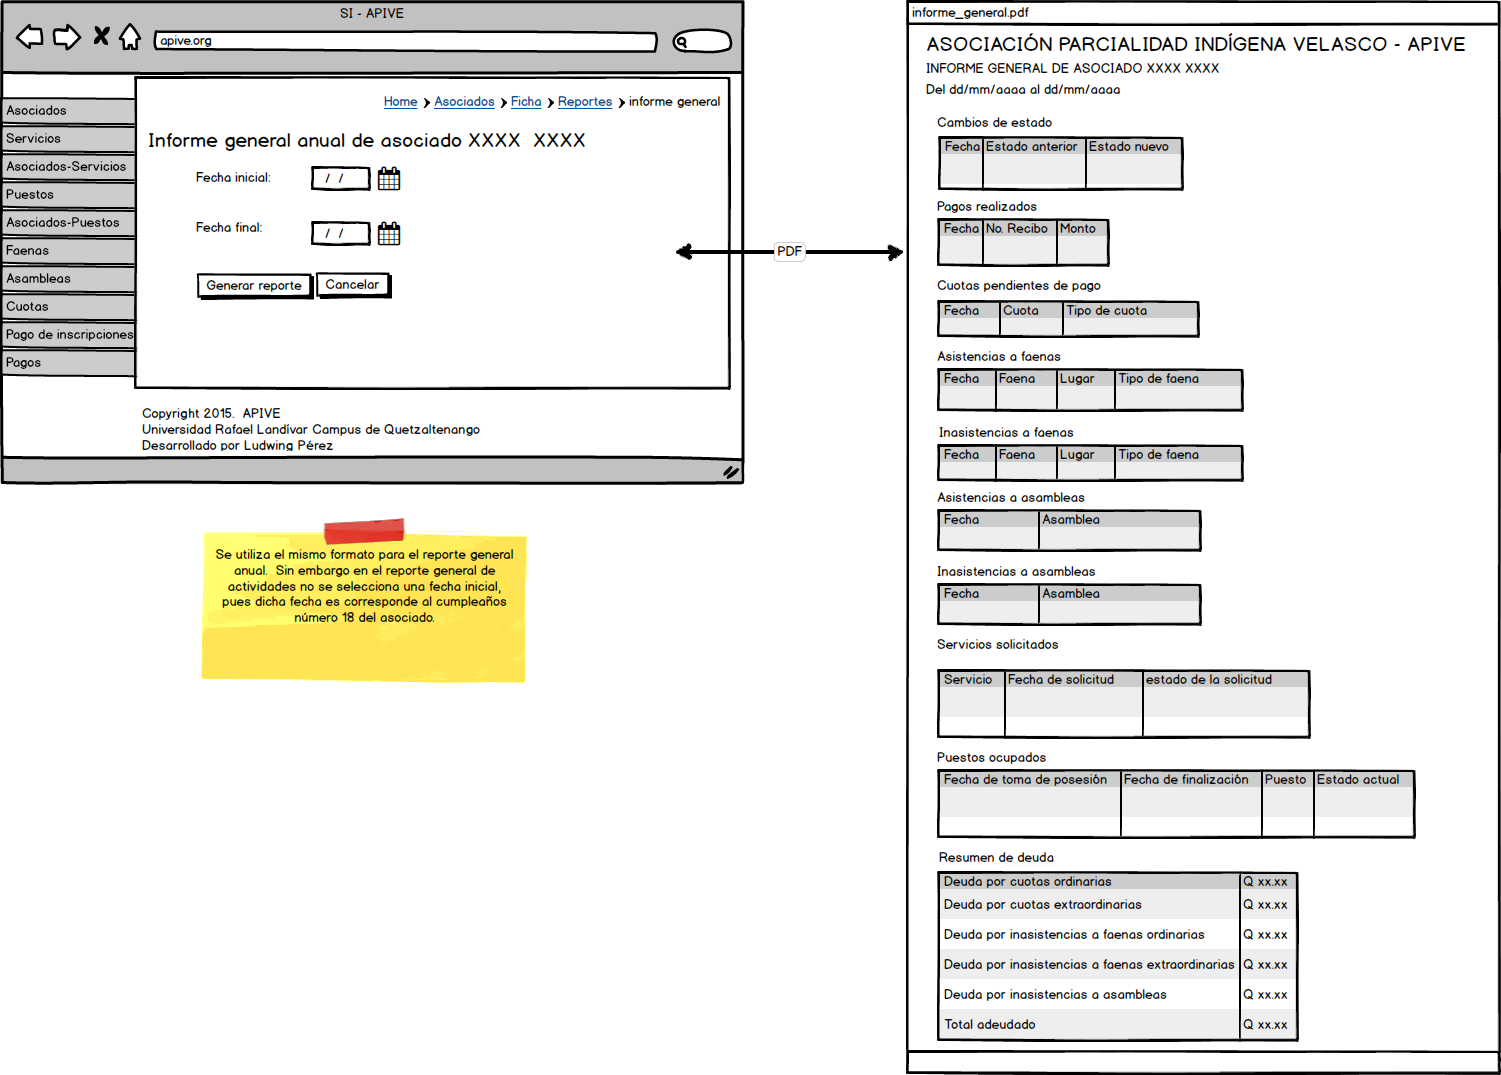 SI - APIVE
apive.org
Home Asociados Ficha Reportes informe general
Asociados
Servicios
Asociados-Servicios
Puestos
Asociados-Puestos
Faenas
Asambleas
Cuotas
Pago de inscripciones
Pagos
Informe general anual de asociado XXXX XXXX
Fecha inicial: / /
Fecha final: / /
Generar reporte Cancelar
Copyright 2015. APIVE
Universidad Rafael Landívar Campus de Quetzaltenango
Desarrollado por Ludwing Pérez
Se utiliza el mismo formato para el reporte general
anual. Sin embargo en el reporte general de
actividades no se selecciona una fecha inicial,
pues dicha fecha es corresponde al cumpleaños
número 18 del asociado.
PDF
informe_general.pdf
ASOCIACIÓN PARCIALIDAD INDÍGENA VELASCO - APIVE
INFORME GENERAL DE ASOCIADO XXXX XXXX
Del dd/mm/aaaa al dd/mm/aaaa
Cambios de estado
Fecha Estado anterior Estado nuevo
Pagos realizados
Fecha No. Recibo Monto
Cuotas pendientes de pago
Fecha Cuota Tipo de cuota
Asistencias a faenas
Fecha Faena Lugar Tipo de faena
Inasistencias a faenas
Fecha Faena Lugar Tipo de faena
Asistencias a asambleas
Fecha Asamblea
Inasistencias a asambleas
Fecha Asamblea
Servicios solicitados
Servicio Fecha de solicitud estado de la solicitud
Puestos ocupados
Fecha de toma de posesión Fecha de finalización Puesto Estado actual
Resumen de deuda
Deuda por cuotas ordinarias Q xx.xx
Deuda por cuotas extraordinarias Q xx.xx
Deuda por inasistencias a faenas ordinarias Q xx.xx
Deuda por inasistencias a faenas extraordinarias Q xx.xx
Deuda por inasistencias a asambleas Q xx.xx
Total adeudado Q xx.xx